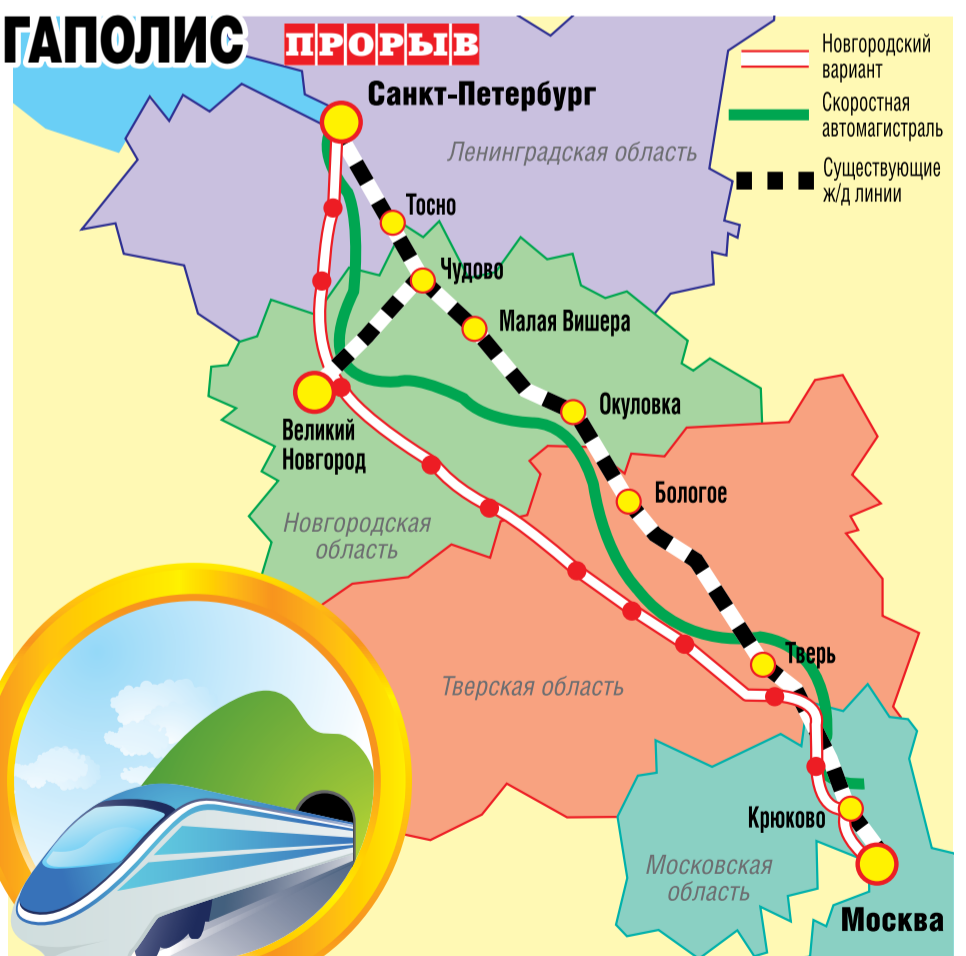 ГАПОЛИС
ПРОРЫВ
Новгородский
вариант
Скоростная
автомагистраль
Существующие
ж/д линии
Санкт-Петербург
Ленинградская область
Тосно
Чудово
Малая Вишера
Окуловка
Великий
Новгород
Бологое
Новгородская
область
Тверь
Тверская область
Крюково
Московская
область
Москва